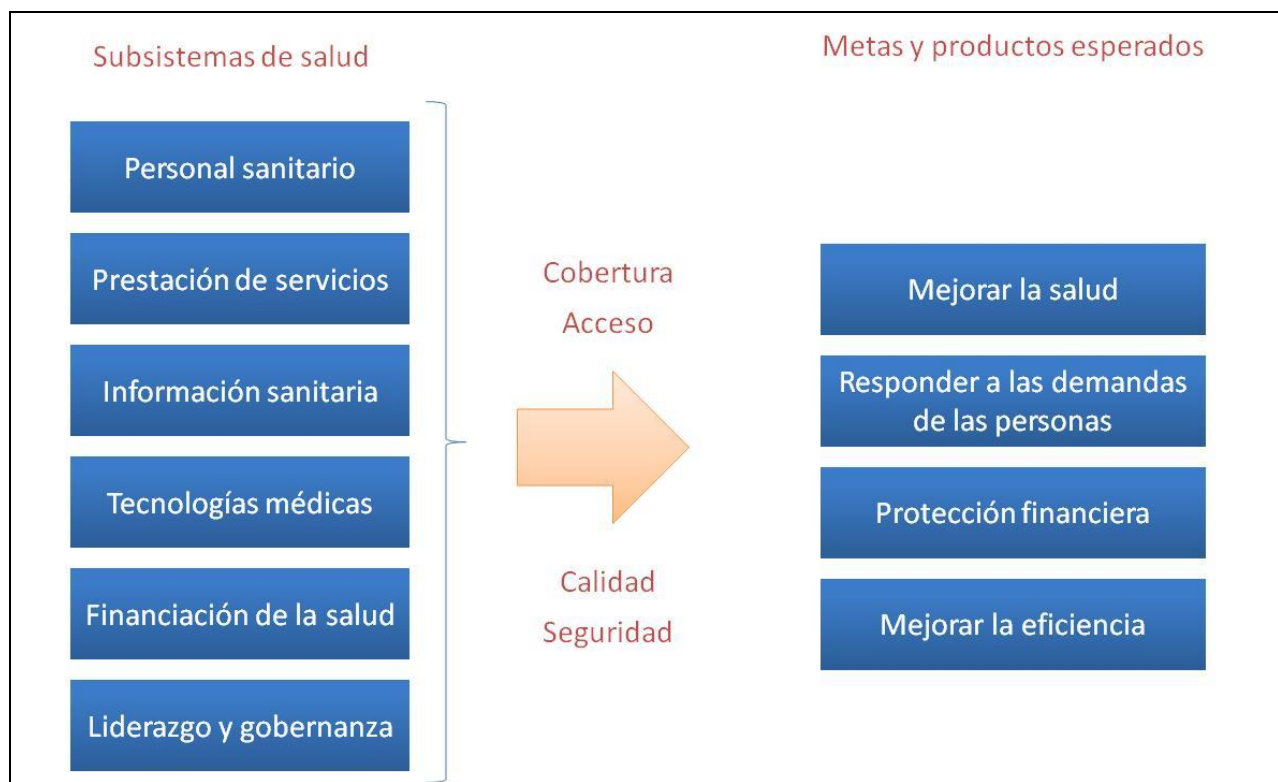 Subsistemas de salud
Personal sanitario
Prestación de servicios
Información sanitaria
Tecnologías médicas
Financiación de la salud
Liderazgo y gobernanza
Cobertura
Acceso
Calidad
Seguridad
Metas y productos esperados
Mejorar la salud
Responder a las demandas
de las personas
Protección financiera
Mejorar la eficiencia